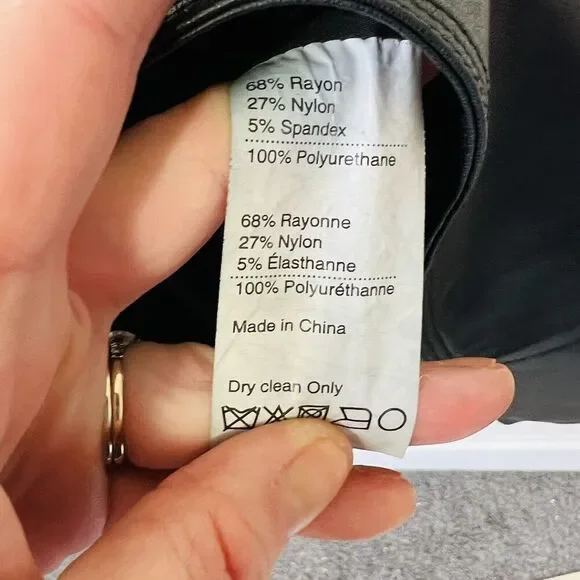 68% Rayon
27% Nylon
5% Spandex
100% Polyurethane
68% Rayonne
27% Nylon
5% Élasthanne
100% Polyuréthanne
Made in China
Dry clean Only